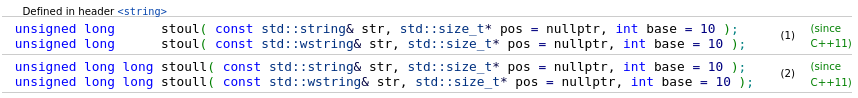 Defined in header <string>
unsigned long      stoul( const std::string& str, std::size_t* pos = nullptr, int base = 10 ); (1) (since
unsigned long      stoul( const std::wstring& str, std::size_t* pos = nullptr, int base = 10 ); C++11)
unsigned long long stoull( const std::string& str, std::size_t* pos = nullptr, int base = 10 ); (2) (since
unsigned long long stoull( const std::wstring& str, std::size_t* pos = nullptr, int base = 10 ); C++11)